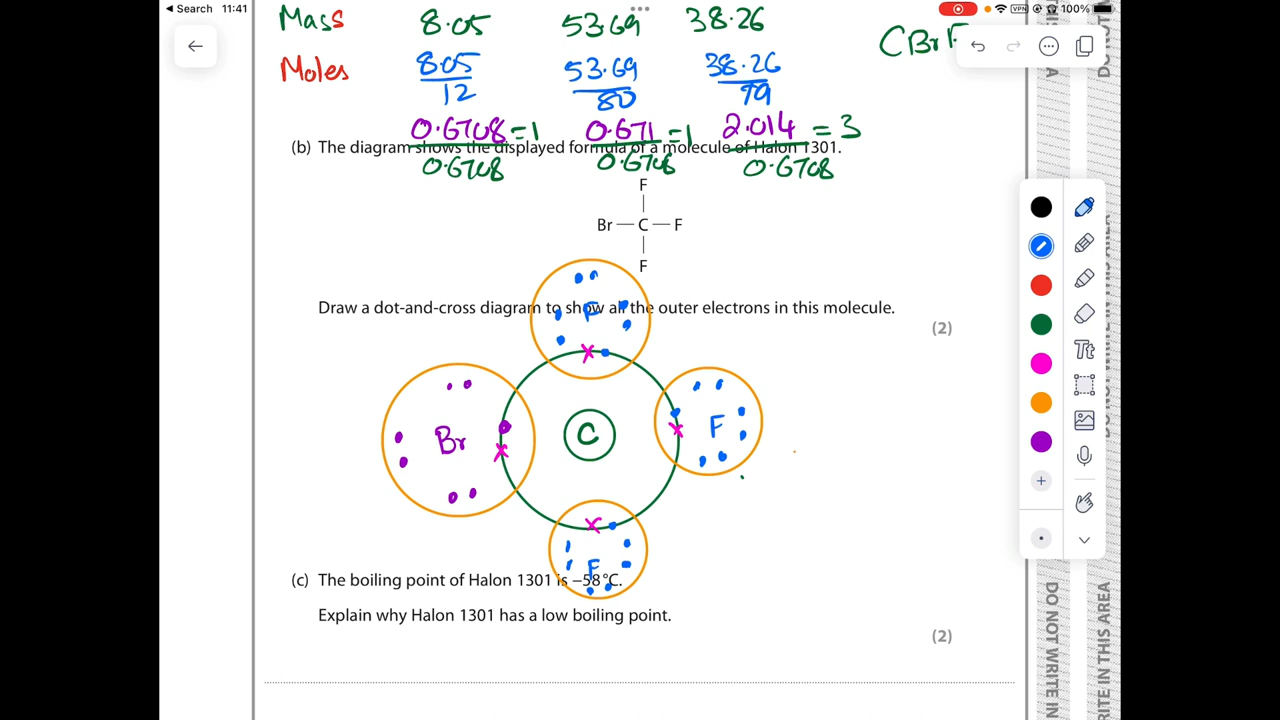 Search 11:41 VPN 100%
Mass 8.05 53.69 38.26
CBrF
Moles 8.05/12 53.69/80 38.26/19
0.6708/0.6708 =1 0.671/0.6708 =1 2.014/0.6708 =3
(b) The diagram shows the displayed formula of a molecule of Halon 1301.
F
Br — C — F
F
Draw a dot-and-cross diagram to show all the outer electrons in this molecule.
(2)
F
Br C F
F
(c) The boiling point of Halon 1301 is −58°C.
Explain why Halon 1301 has a low boiling point.
(2)
Tt
DO NOT WRITE IN
RITE IN THIS AREA